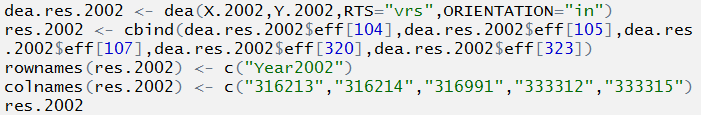 dea.res.2002 <- dea(X.2002,Y.2002,RTS="vrs",ORIENTATION="in")
res.2002 <- cbind(dea.res.2002$eff[104],dea.res.2002$eff[105],dea.res
.2002$eff[107],dea.res.2002$eff[320],dea.res.2002$eff[323])
rownames(res.2002) <- c("Year2002")
colnames(res.2002) <- c("316213","316214","316991","333312","333315")
res.2002